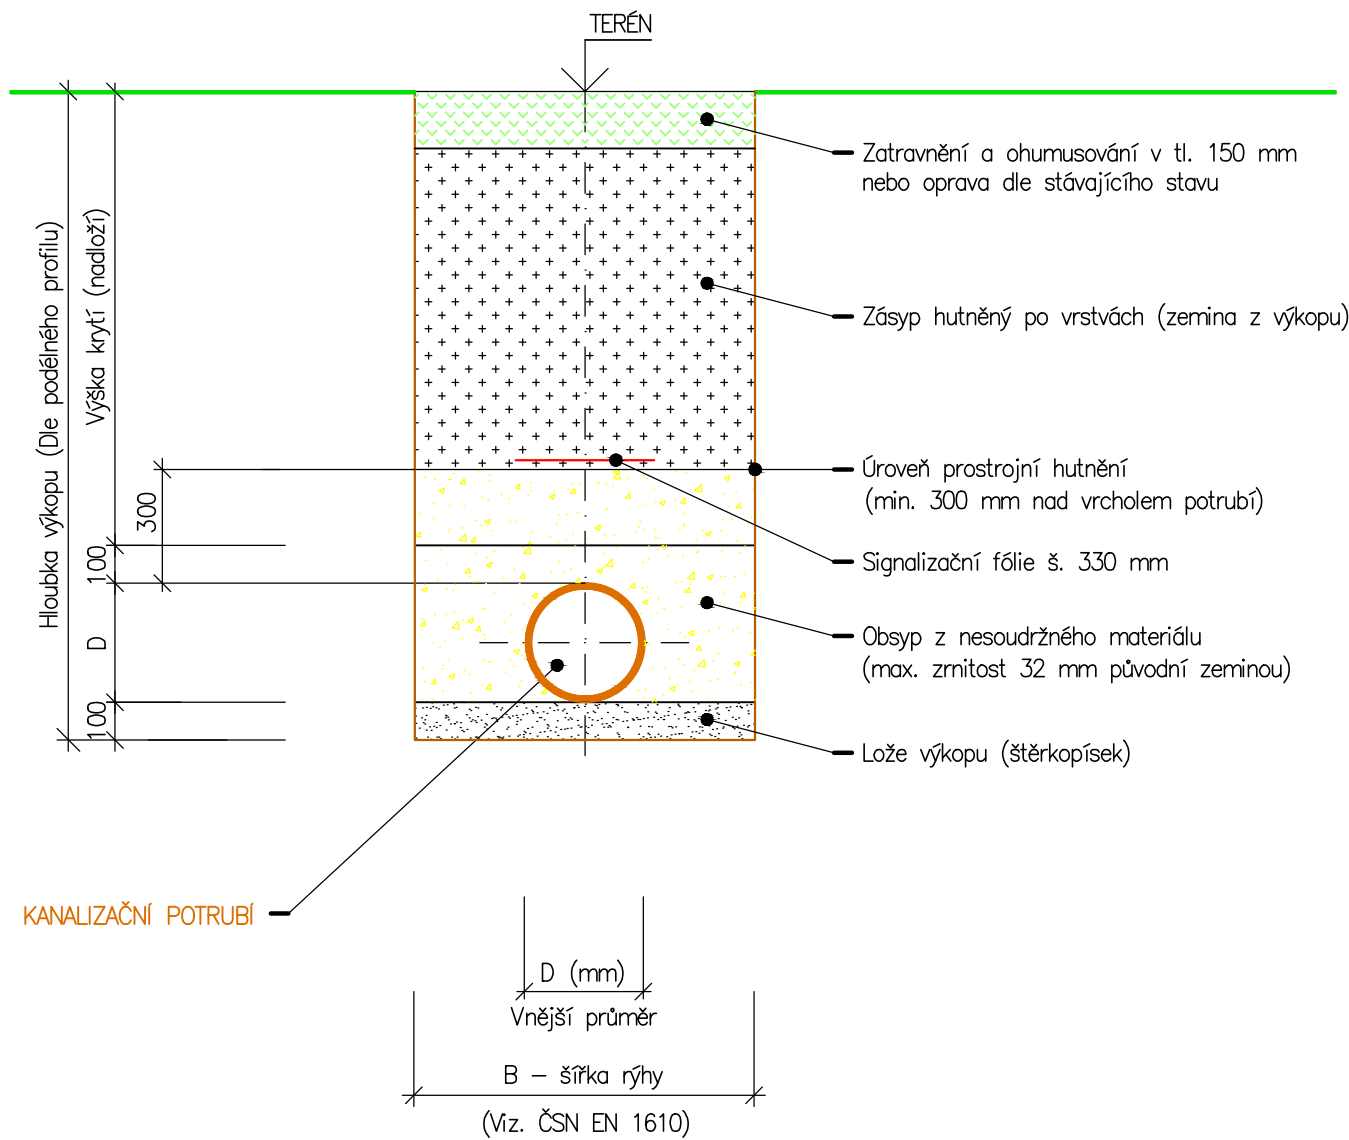 TERÉN
Zatravnění a ohumusování v tl. 150 mm
nebo oprava dle stávajícího stavu
Hloubka výkopu (Dle podélného profilu)
Výška krytí (nadloží)
Zásyp hutněný po vrstvách (zemina z výkopu)
300
Úroveň prostrojní hutnění
(min. 300 mm nad vrcholem potrubí)
100
Signalizační fólie š. 330 mm
D
Obsyp z nesoudržného materiálu
(max. zrnitost 32 mm původní zeminou)
100
Lože výkopu (štěrkopísek)
KANALIZAČNÍ POTRUBÍ
D (mm)
Vnější průměr
B – šířka rýhy
(Viz. ČSN EN 1610)